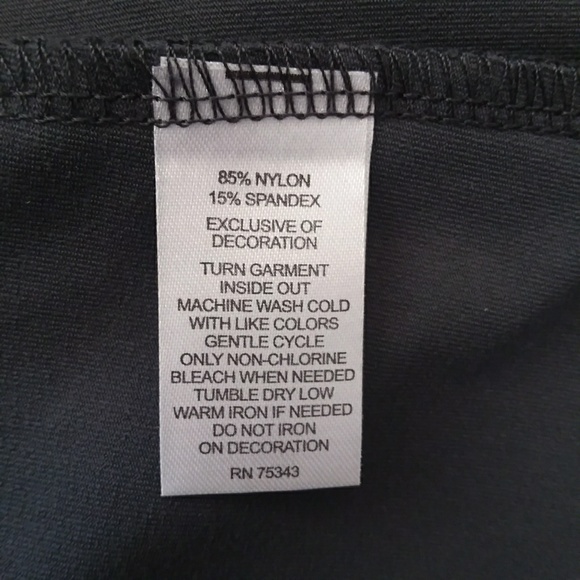 85% NYLON
15% SPANDEX
EXCLUSIVE OF
DECORATION
TURN GARMENT
INSIDE OUT
MACHINE WASH COLD
WITH LIKE COLORS
GENTLE CYCLE
ONLY NON-CHLORINE
BLEACH WHEN NEEDED
TUMBLE DRY LOW
WARM IRON IF NEEDED
DO NOT IRON
ON DECORATION
RN 75343